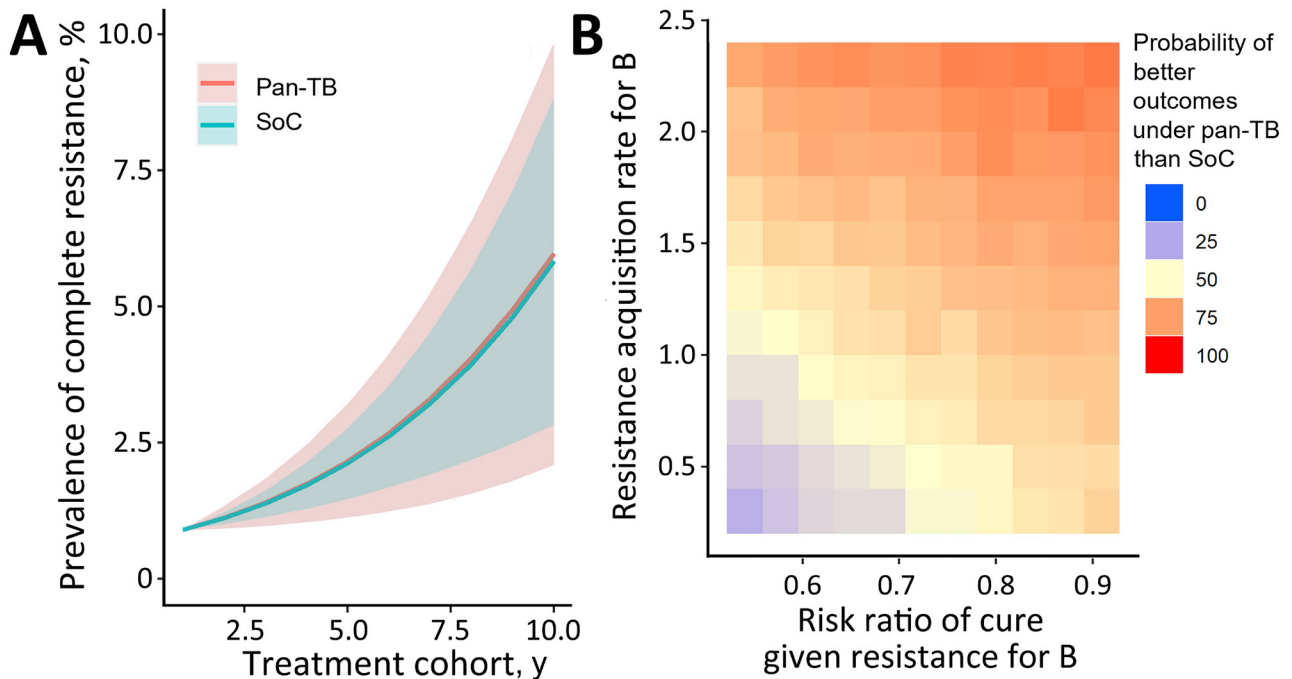 A
Prevalence of complete resistance, %
10.0
7.5
5.0
2.5
0
Pan-TB
SoC
2.5
5.0
7.5
10.0
Treatment cohort, y
B
Resistance acquisition rate for B
2.5
2.0
1.5
1.0
0.5
0.6
0.7
0.8
0.9
Risk ratio of cure
given resistance for B
Probability of
better
outcomes
under pan-TB
than SoC
0
25
50
75
100